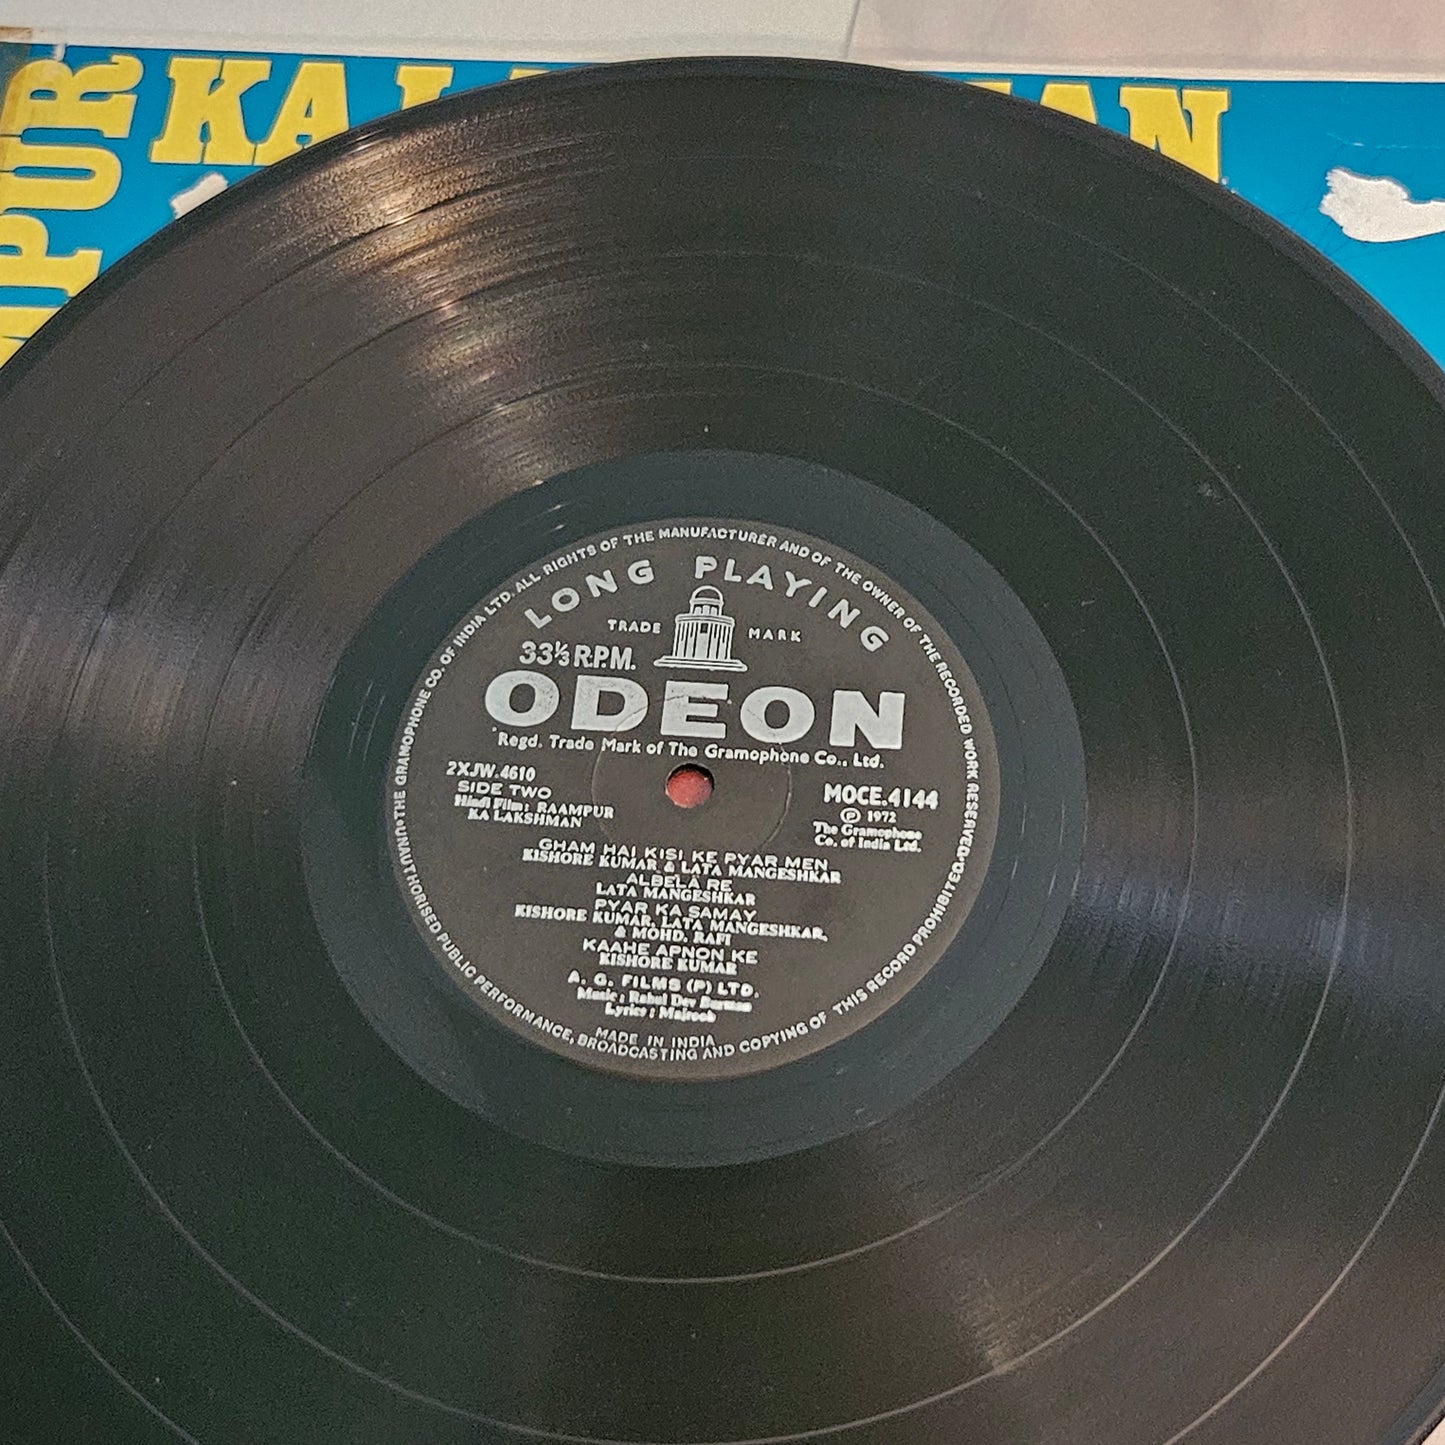 KA
AN
MPUR
UNAUTHORISED PUBLIC PERFORMANCE, BROADCASTING AND COPYING OF THIS RECORD PROHIBITED
THE GRAMOPHONE CO. OF INDIA LTD. ALL RIGHTS OF THE MANUFACTURER AND OF THE OWNER OF THE RECORDED WORK RESERVED
LONG PLAYING
TRADE MARK
33⅓ R.P.M.
ODEON
Regd. Trade Mark of The Gramophone Co., Ltd.
2XJW.4610
SIDE TWO
Hindi Film: RAAMPUR
KA LAKSHMAN
MOCE.4144
Ⓟ 1972
The Gramophone
Co. of India Ltd.
GHAM HAI KISI KE PYAR MEN
KISHORE KUMAR & LATA MANGESHKAR
ALBELA RE
LATA MANGESHKAR
PYAR KA SAMAY
KISHORE KUMAR, LATA MANGESHKAR,
& MOHD. RAFI
KAAHE APNON KE
KISHORE KUMAR
A. G. FILMS (P) LTD.
Music : Rahul Dev Burman
Lyrics : Majrooh
MADE IN INDIA